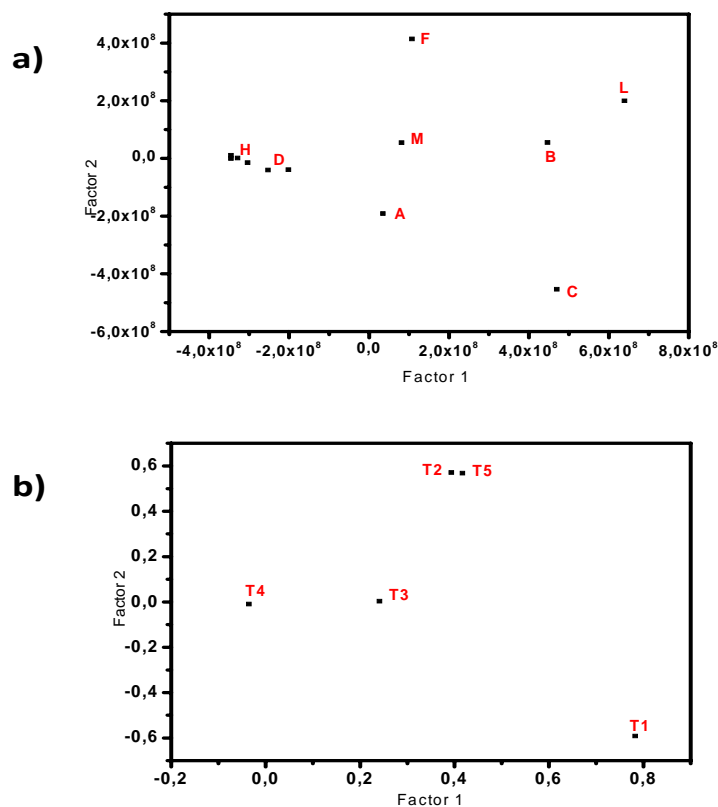 a)
4,0x10⁸
2,0x10⁸
0,0
-2,0x10⁸
-4,0x10⁸
-6,0x10⁸
Factor 2
F
L
M
B
H
D
A
C
-4,0x10⁸ -2,0x10⁸ 0,0 2,0x10⁸ 4,0x10⁸ 6,0x10⁸ 8,0x10⁸
Factor 1
b)
0,6
0,4
0,2
0,0
-0,2
-0,4
-0,6
Factor 2
T2 T5
T4 T3
T1
-0,2 0,0 0,2 0,4 0,6 0,8
Factor 1